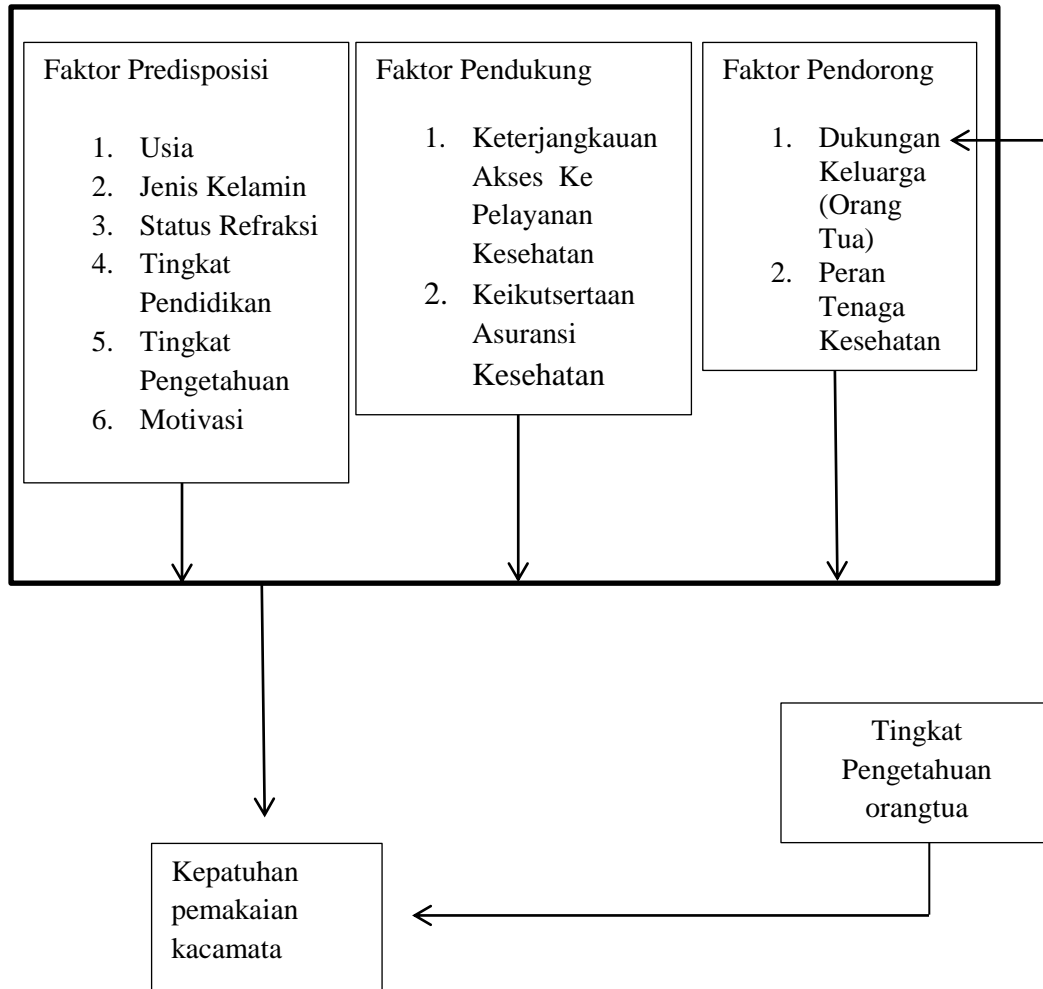 Faktor Predisposisi
1. Usia
2. Jenis Kelamin
3. Status Refraksi
4. Tingkat
Pendidikan
5. Tingkat
Pengetahuan
6. Motivasi
Faktor Pendukung
1. Keterjangkauan
Akses Ke
Pelayanan
Kesehatan
2. Keikutsertaan
Asuransi
Kesehatan
Faktor Pendorong
1. Dukungan
Keluarga
(Orang
Tua)
2. Peran
Tenaga
Kesehatan
Tingkat
Pengetahuan
orangtua
Kepatuhan
pemakaian
kacamata